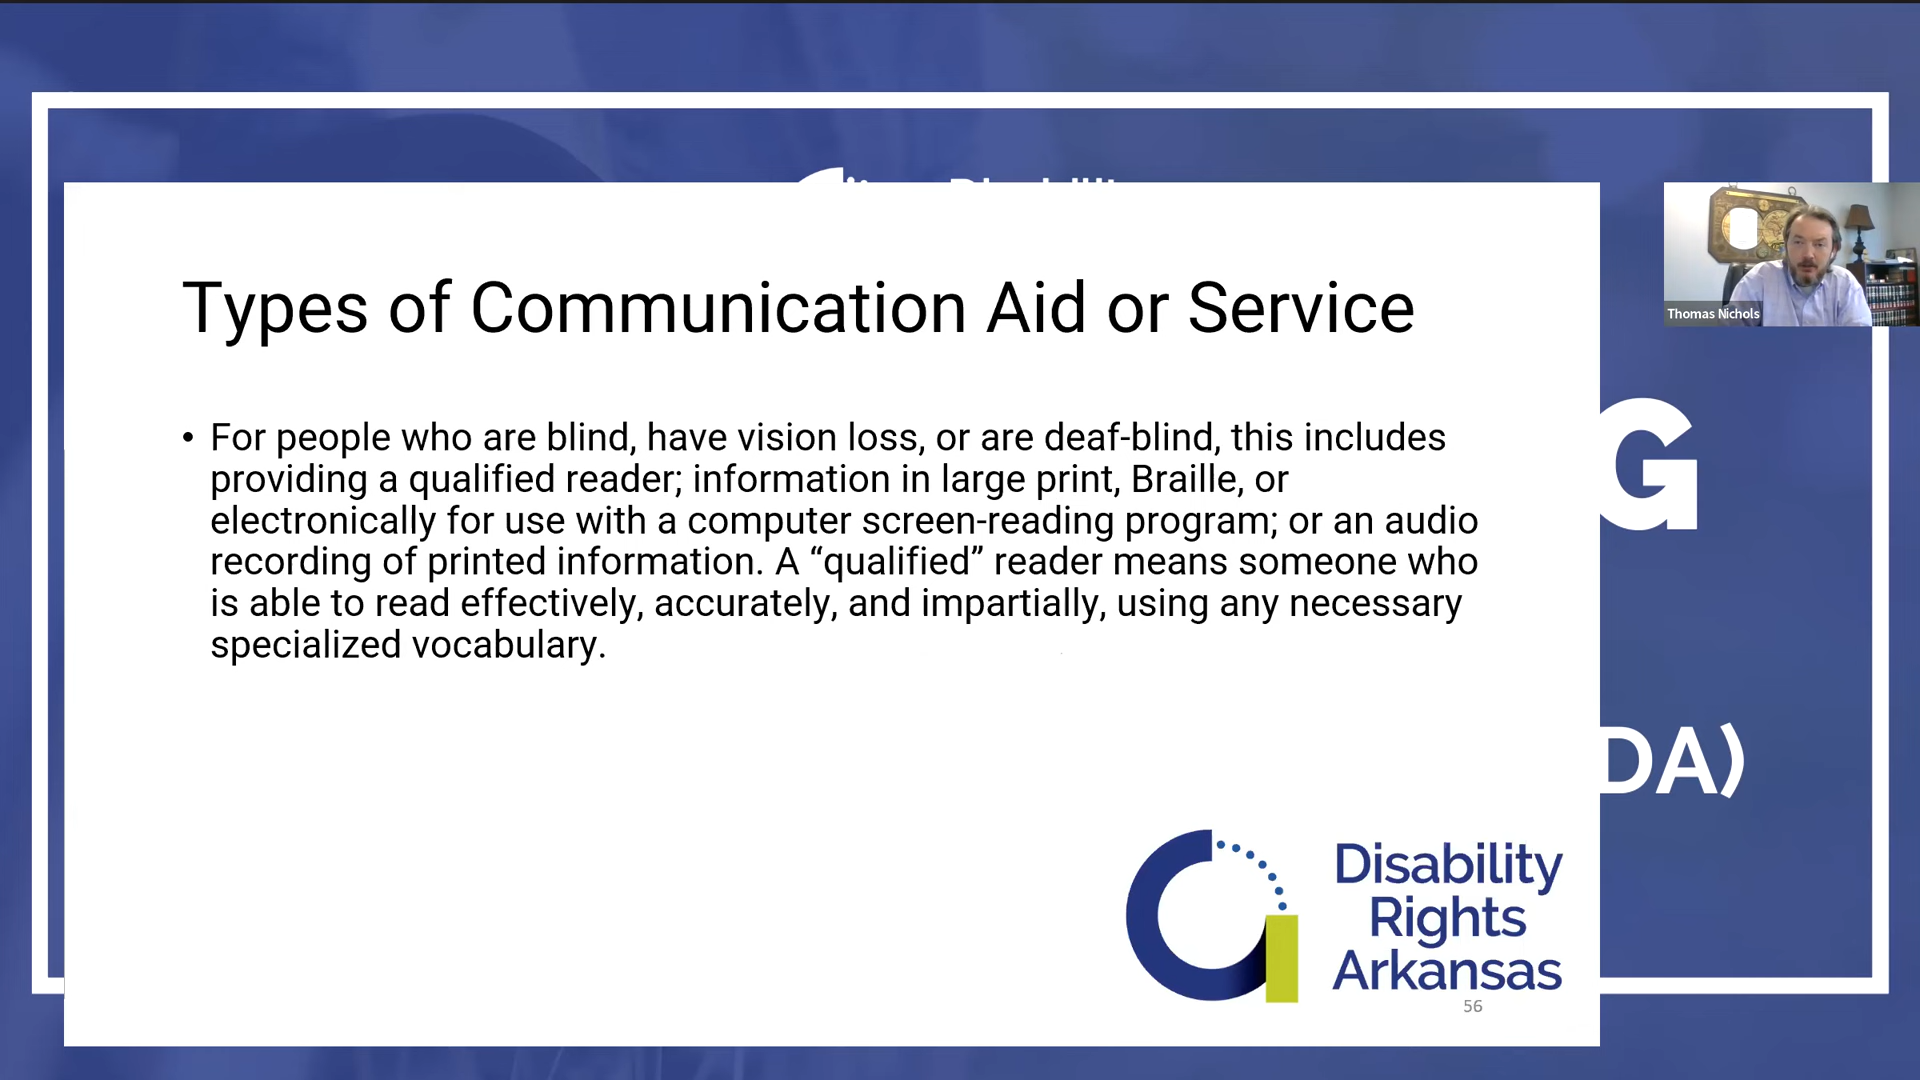 Types of Communication Aid or Service
Thomas Nichols
• For people who are blind, have vision loss, or are deaf-blind, this includes
providing a qualified reader; information in large print, Braille, or
electronically for use with a computer screen-reading program; or an audio
recording of printed information. A “qualified” reader means someone who
is able to read effectively, accurately, and impartially, using any necessary
specialized vocabulary.
G
DA)
Disability
Rights
Arkansas
56